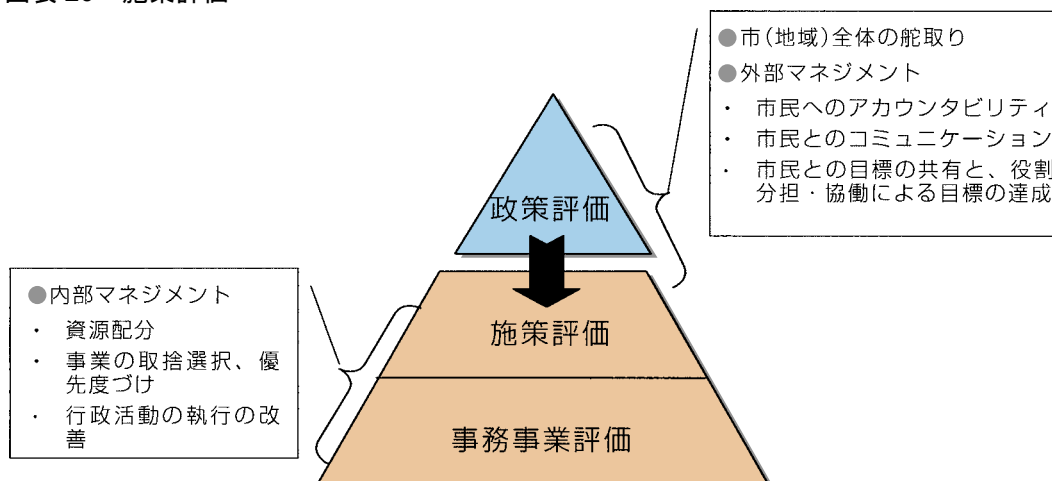 ●市(地域)全体の舵取り
●外部マネジメント
・ 市民へのアカウンタビリティ
・ 市民とのコミュニケーション
・ 市民との目標の共有と、役割
分担・協働による目標の達成
政策評価
●内部マネジメント
・ 資源配分
・ 事業の取捨選択、優
先度づけ
・ 行政活動の執行の改
善
施策評価
事務事業評価